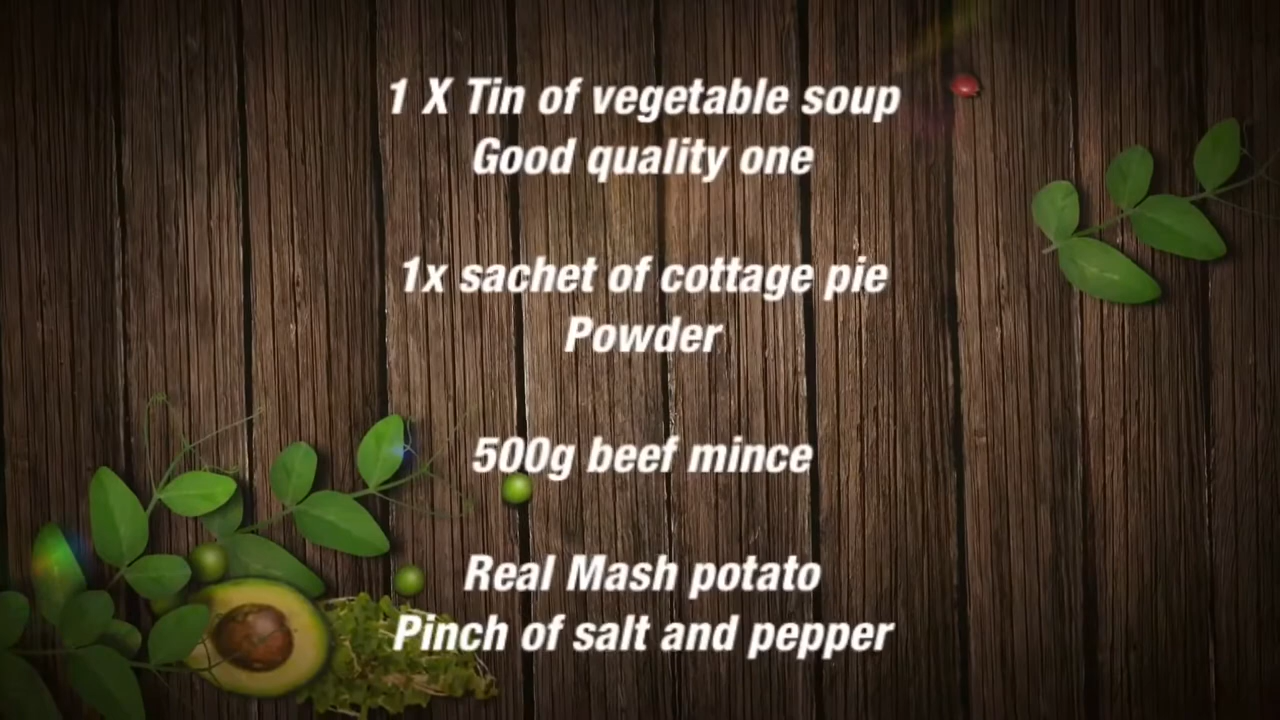 1 X Tin of vegetable soup
Good quality one
1x sachet of cottage pie
Powder
500g beef mince
Real Mash potato
Pinch of salt and pepper